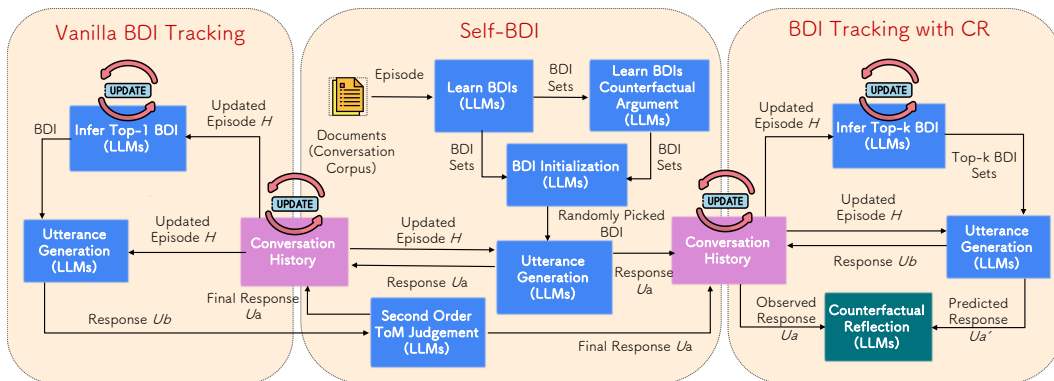 Vanilla BDI Tracking
UPDATE
Updated
Episode H
BDI
Infer Top-1 BDI
(LLMs)
Utterance
Generation
(LLMs)
Updated
Episode H
Response Ub
UPDATE
Conversation
History
Final Response
Ua
Self-BDI
Documents
(Conversation
Corpus)
Episode
Learn BDIs
(LLMs)
BDI
Sets
Learn BDIs
Counterfactual
Argument
(LLMs)
BDI
Sets
BDI
Sets
BDI Initialization
(LLMs)
Randomly Picked
BDI
Updated
Episode H
Response Ua
Utterance
Generation
(LLMs)
Response
Ua
Second Order
ToM Judgement
(LLMs)
Final Response Ua
UPDATE
Conversation
History
BDI Tracking with CR
UPDATE
Updated
Episode H
Infer Top-k BDI
(LLMs)
Top-k BDI
Sets
Updated
Episode H
Response Ub
Utterance
Generation
(LLMs)
Observed
Response
Ua
Counterfactual
Reflection
(LLMs)
Predicted
Response
Ua′